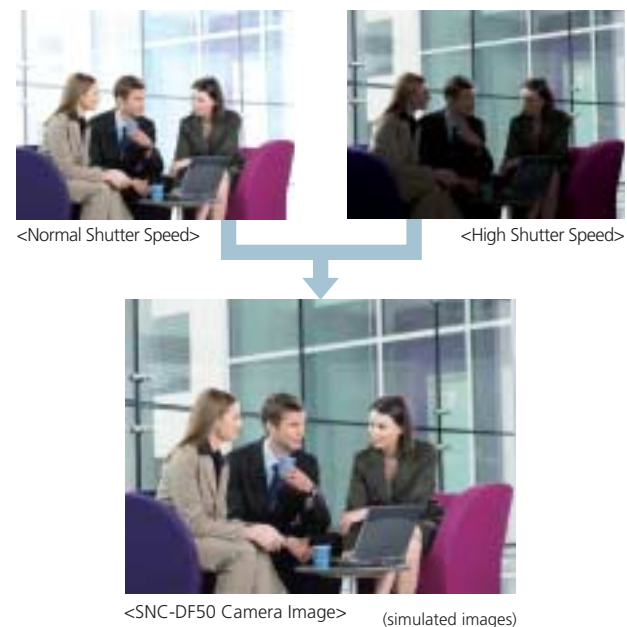 <Normal Shutter Speed>
<High Shutter Speed>
<SNC-DF50 Camera Image>
(simulated images)